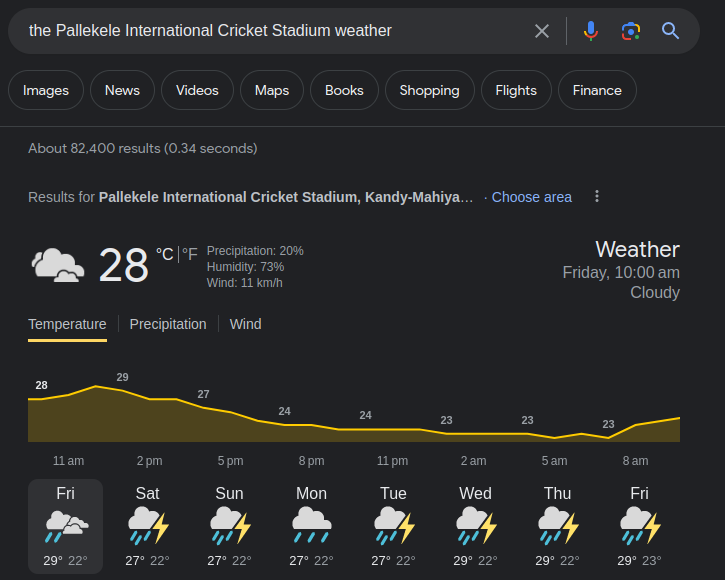 the Pallekele International Cricket Stadium weather
Images News Videos Maps Books Shopping Flights Finance
About 82,400 results (0.34 seconds)
Results for Pallekele International Cricket Stadium, Kandy-Mahiya… · Choose area
28 °C | °F
Precipitation: 20%
Humidity: 73%
Wind: 11 km/h
Weather
Friday, 10:00 am
Cloudy
Temperature Precipitation Wind
28 29 27 24 24 23 23 23
11 am 2 pm 5 pm 8 pm 11 pm 2 am 5 am 8 am
Fri Sat Sun Mon Tue Wed Thu Fri
29° 22° 27° 22° 27° 22° 27° 22° 27° 22° 29° 22° 29° 22° 29° 23°